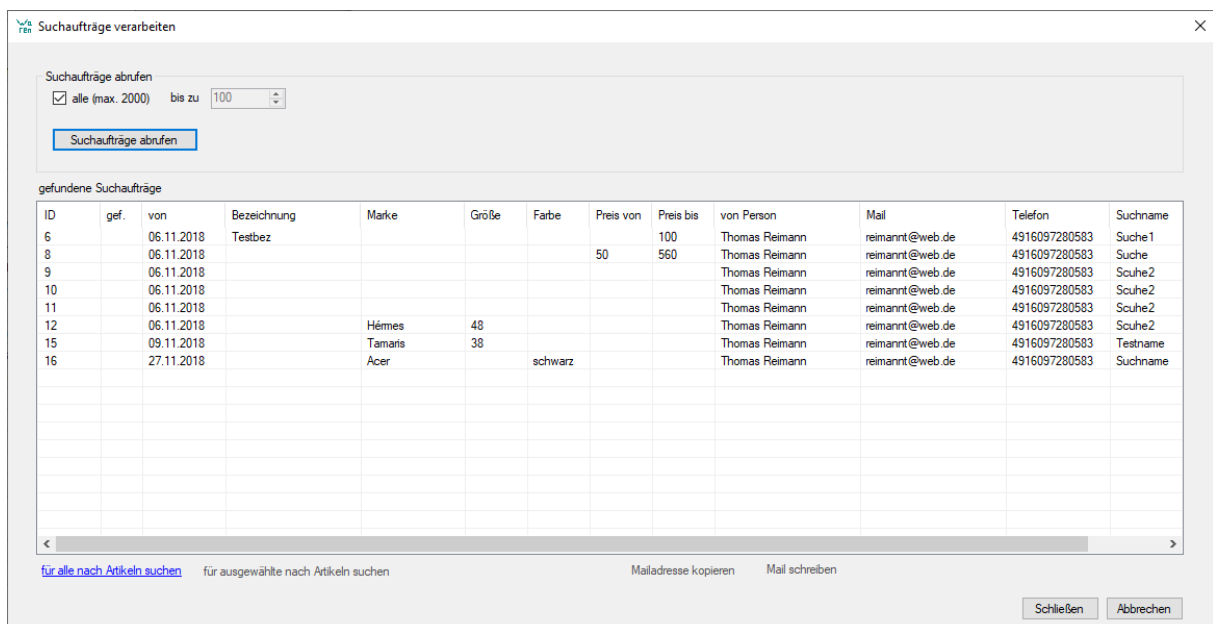 Wa ren Suchaufträge verarbeiten
Suchaufträge abrufen
alle (max. 2000) bis zu 100
Suchaufträge abrufen
gefundene Suchaufträge
ID gef. von Bezeichnung Marke Größe Farbe Preis von Preis bis von Person Mail Telefon Suchname
6 06.11.2018 Testbez 100 Thomas Reimann reimannt@web.de 4916097280583 Suche1
8 06.11.2018 50 560 Thomas Reimann reimannt@web.de 4916097280583 Suche
9 06.11.2018 Thomas Reimann reimannt@web.de 4916097280583 Scuhe2
10 06.11.2018 Thomas Reimann reimannt@web.de 4916097280583 Scuhe2
11 06.11.2018 Thomas Reimann reimannt@web.de 4916097280583 Scuhe2
12 06.11.2018 Hérmes 48 Thomas Reimann reimannt@web.de 4916097280583 Scuhe2
15 09.11.2018 Tamaris 38 Thomas Reimann reimannt@web.de 4916097280583 Testname
16 27.11.2018 Acer schwarz Thomas Reimann reimannt@web.de 4916097280583 Suchname
für alle nach Artikeln suchen für ausgewählte nach Artikeln suchen Mailadresse kopieren Mail schreiben
Schließen Abbrechen